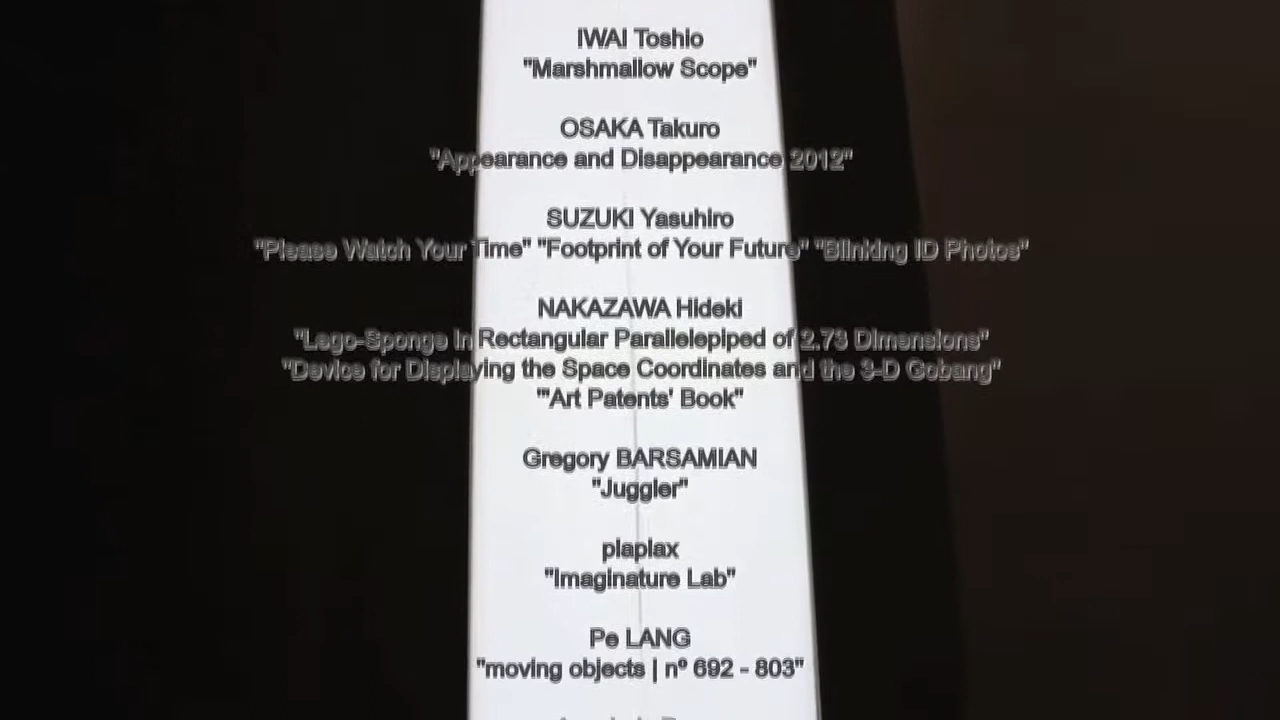 IWAI Toshio
"Marshmallow Scope"
OSAKA Takuro
"Appearance and Disappearance 2012"
SUZUKI Yasuhiro
"Please Watch Your Time" "Footprint of Your Future" "Blinking ID Photos"
NAKAZAWA Hideki
"Lego-Sponge in Rectangular Parallelepiped of 2.73 Dimensions"
"Device for Displaying the Space Coordinates and the 3-D Gobang"
"'Art Patents' Book"
Gregory BARSAMIAN
"Juggler"
plaplax
"Imaginature Lab"
Pe LANG
"moving objects | nº 692 - 803"